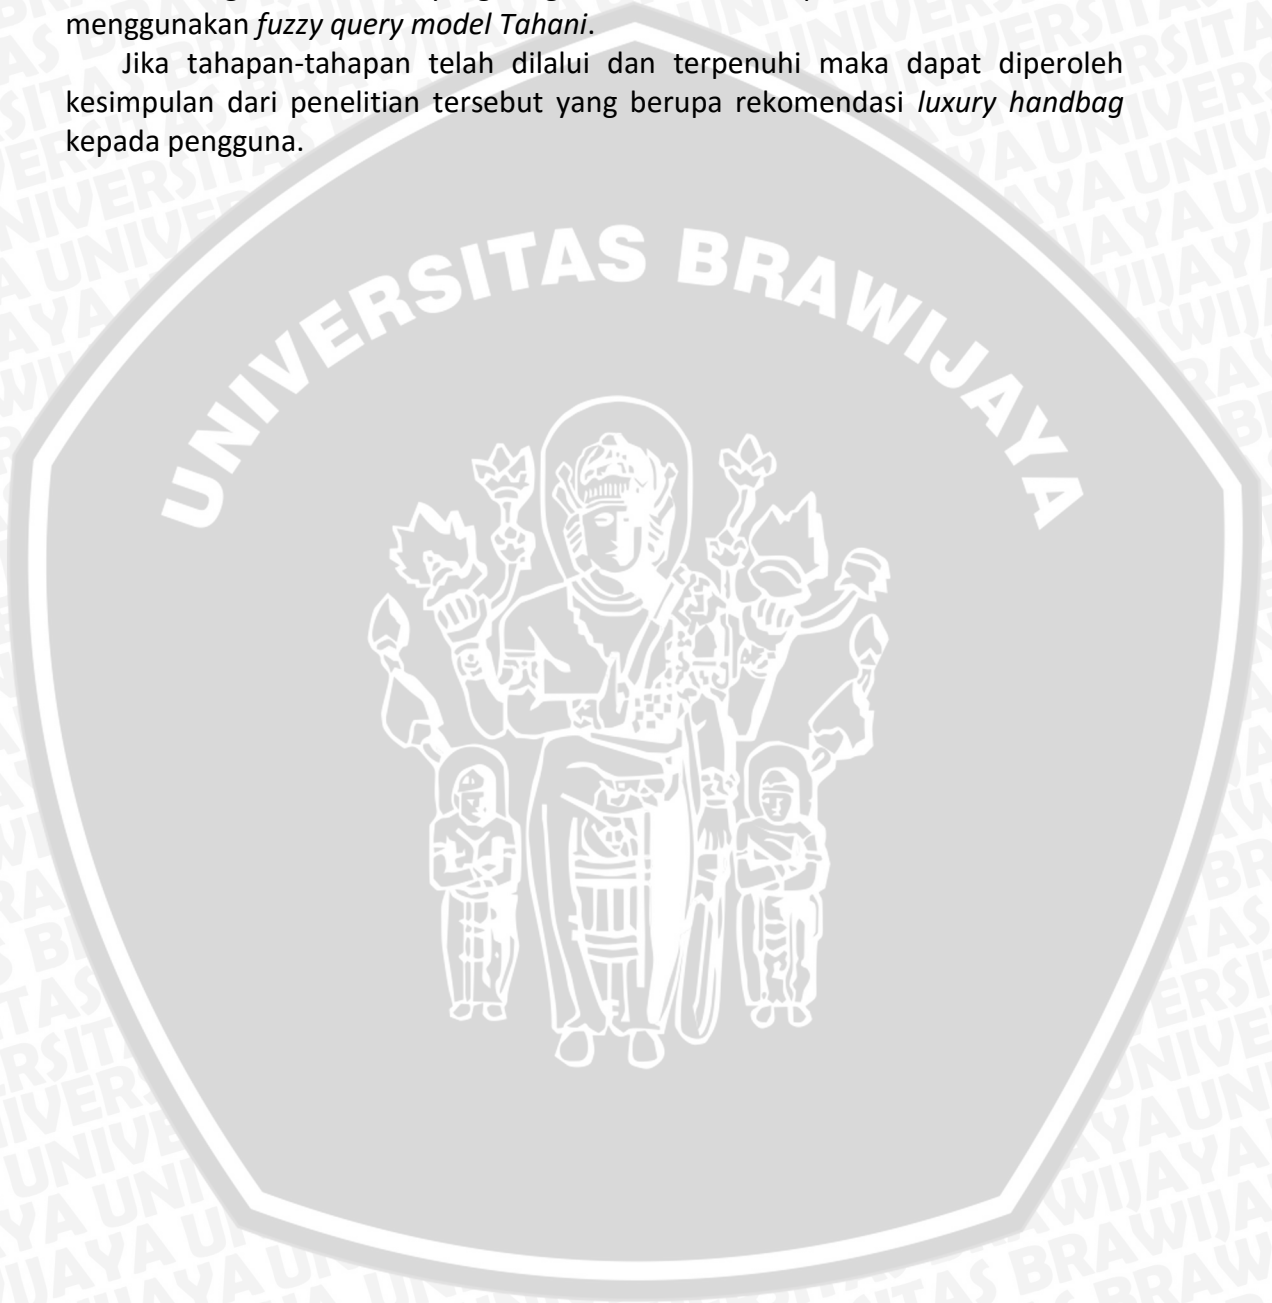 menggunakan fuzzy query model Tahani.
Jika tahapan-tahapan telah dilalui dan terpenuhi maka dapat diperoleh
kesimpulan dari penelitian tersebut yang berupa rekomendasi luxury handbag
kepada pengguna.
UNIVERSITAS BRAWIJAYA